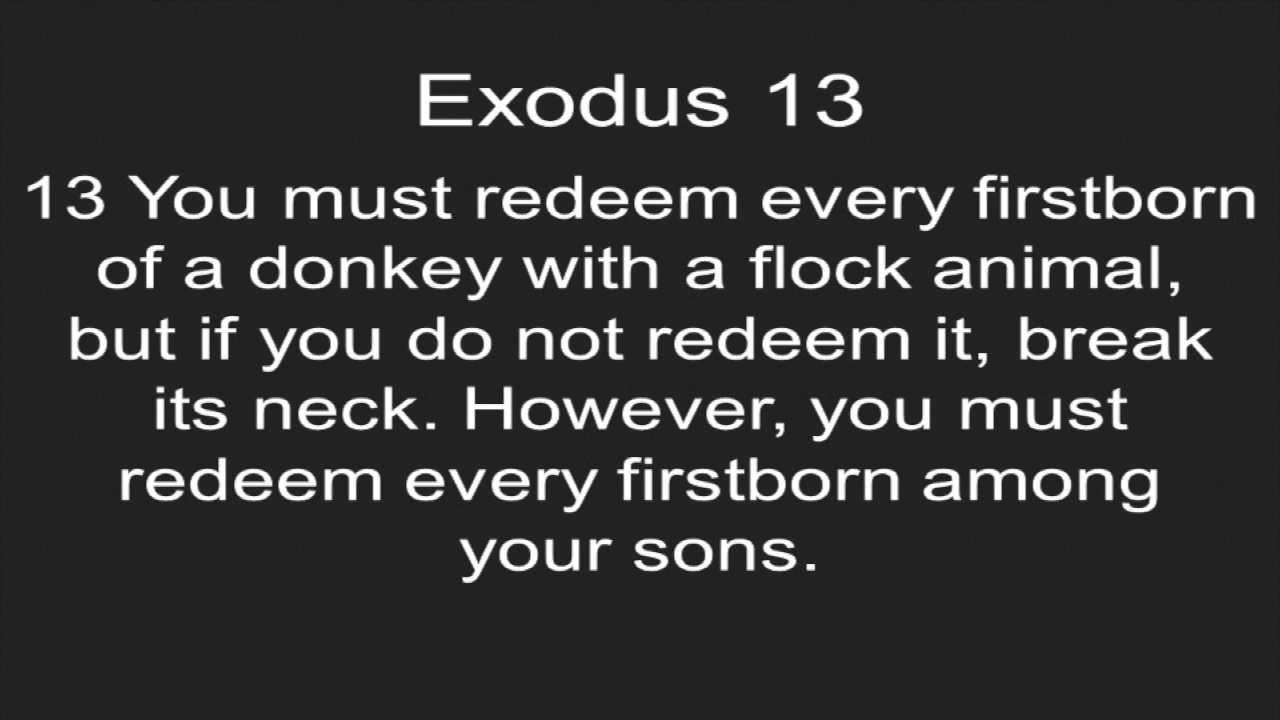 Exodus 13
13 You must redeem every firstborn
of a donkey with a flock animal,
but if you do not redeem it, break
its neck. However, you must
redeem every firstborn among
your sons.